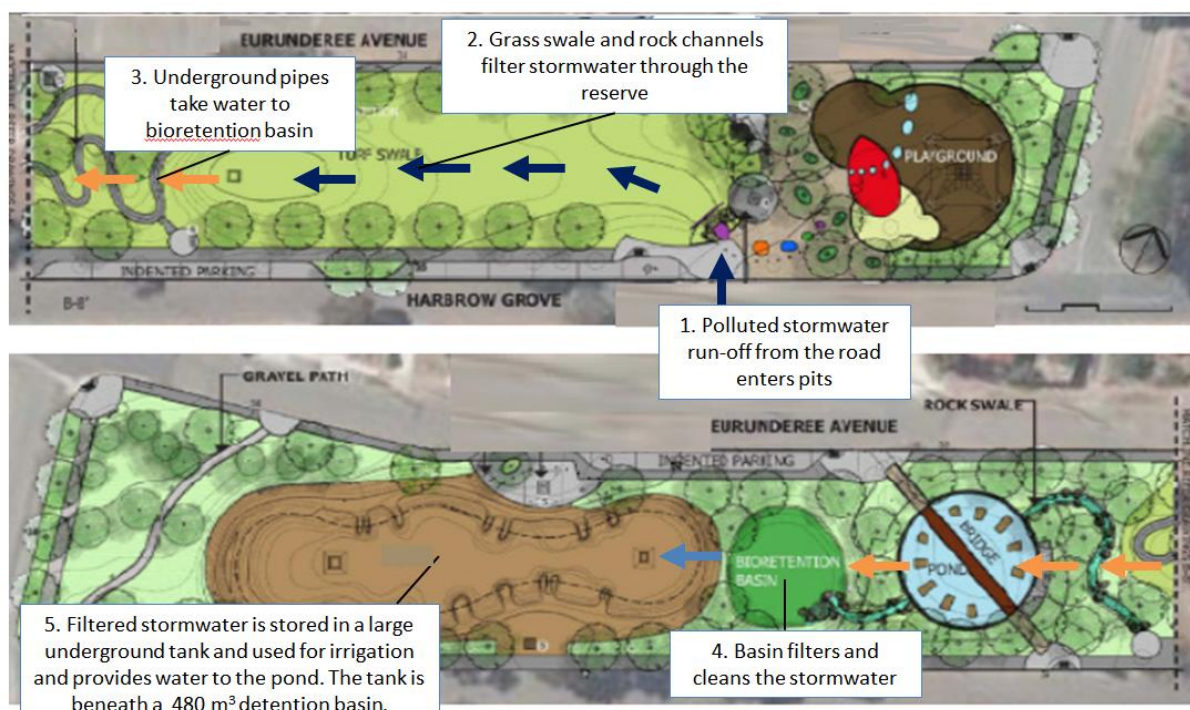 EURUNDEREE AVENUE
2. Grass swale and rock channels
filter stormwater through the
reserve
3. Underground pipes
take water to
bioretention basin
TURF SWALE
PLAYGROUND
INDENTED PARKING
HARBROW GROVE
B-B'
1. Polluted stormwater
run-off from the road
enters pits
GRAVEL PATH
ROCK SWALE
EURUNDEREE AVENUE
INDENTED PARKING
BRIDGE
POND
BIORETENTION
BASIN
5. Filtered stormwater is stored in a large
underground tank and used for irrigation
and provides water to the pond. The tank is
beneath a 480 m³ detention basin.
4. Basin filters and
cleans the stormwater